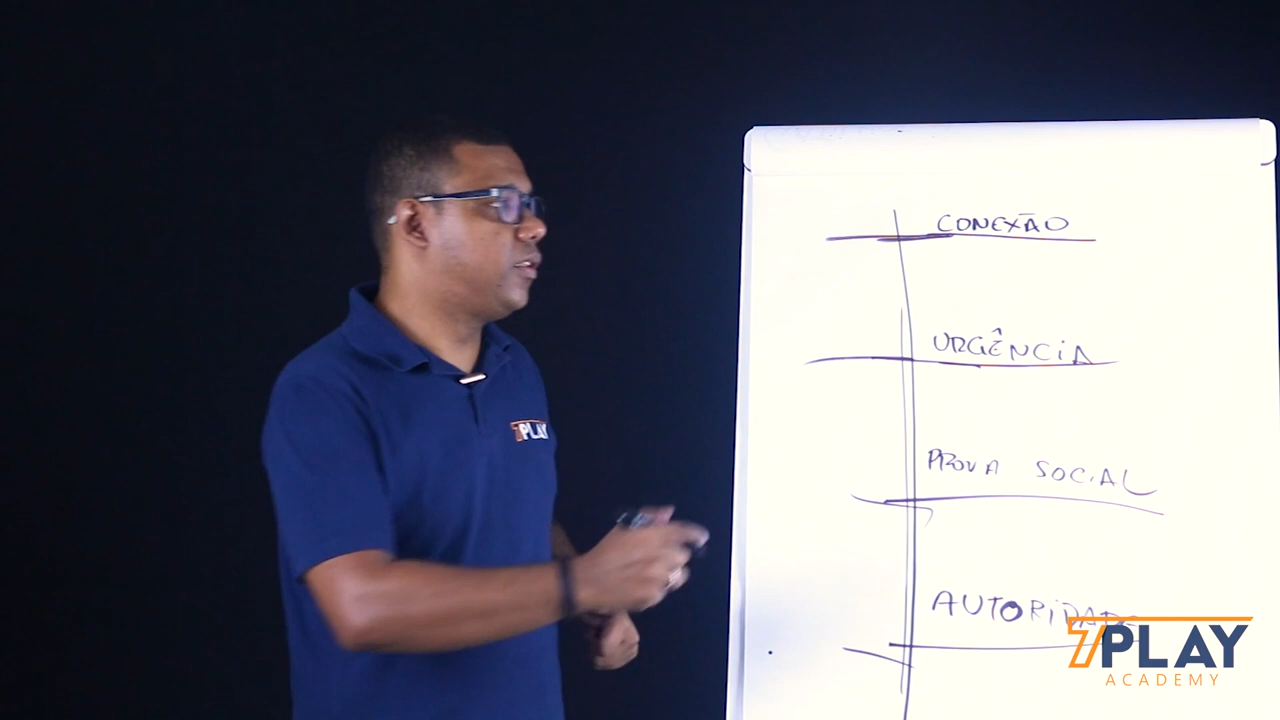 CONEXÃO
URGÊNCIA
PROVA SOCIAL
AUTORIDADE
7PLAY
7PLAY
ACADEMY